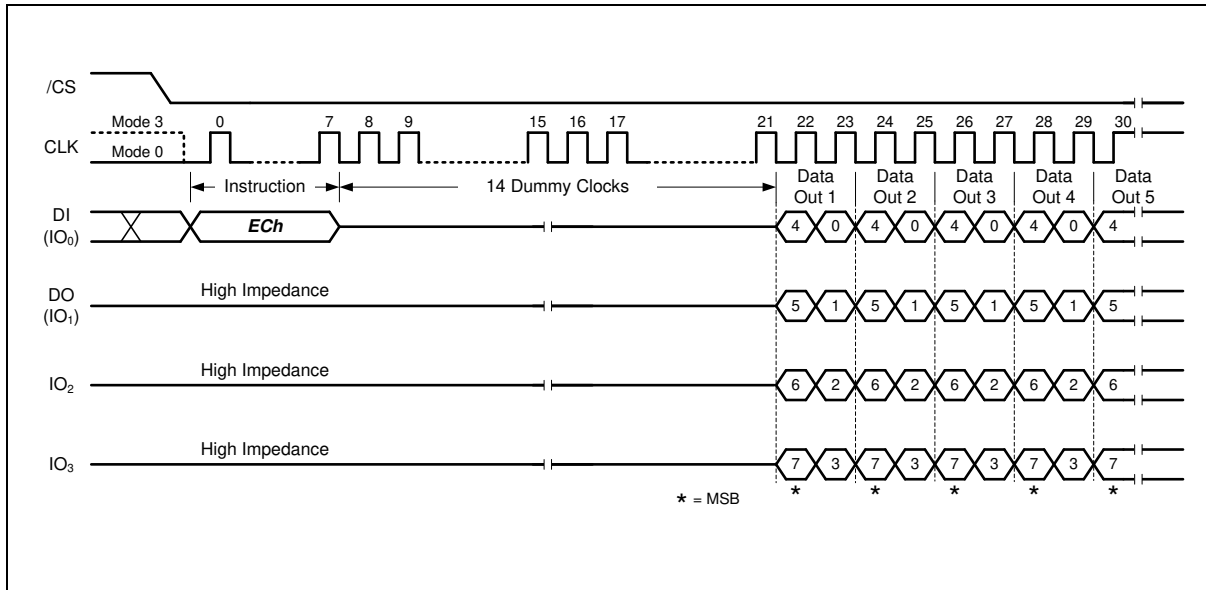 /CS
Mode 3 0 7 8 9 15 16 17 21 22 23 24 25 26 27 28 29 30
CLK
Mode 0
Instruction 14 Dummy Clocks Data Out 1 Data Out 2 Data Out 3 Data Out 4 Data Out 5
DI (IO0) ECh 4 0 4 0 4 0 4 0 4
High Impedance
DO (IO1) 5 1 5 1 5 1 5 1 5
High Impedance
IO2 6 2 6 2 6 2 6 2 6
High Impedance
IO3 7 3 7 3 7 3 7 3 7
* * * * *
* = MSB